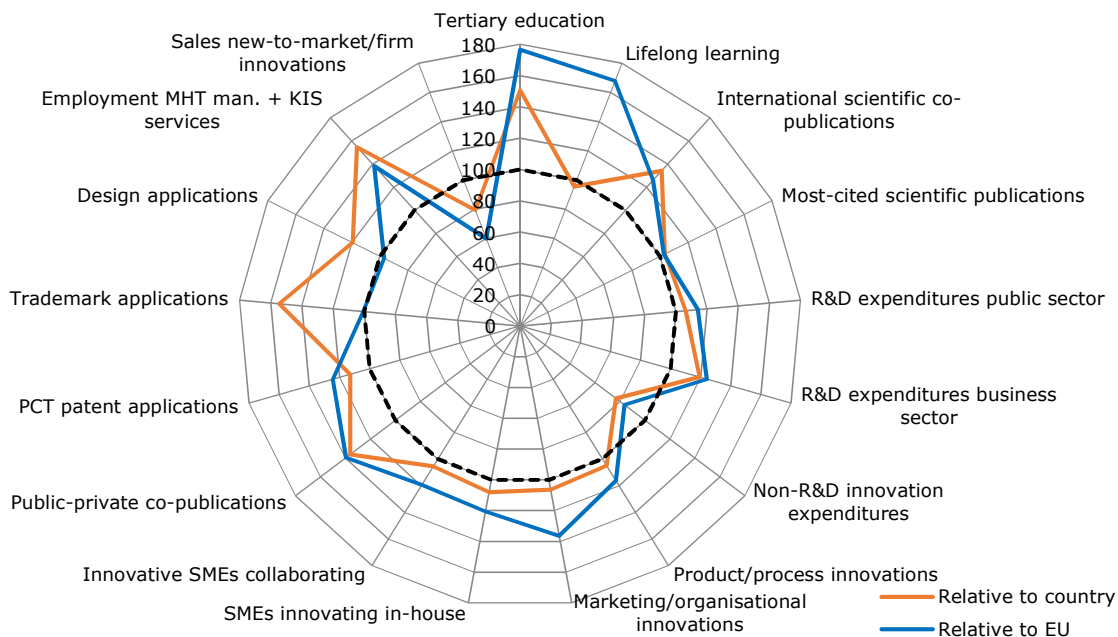 Tertiary education
Lifelong learning
International scientific co-
publications
Most-cited scientific publications
R&D expenditures public sector
R&D expenditures business
sector
Non-R&D innovation
expenditures
Product/process innovations
Marketing/organisational
innovations
SMEs innovating in-house
Innovative SMEs collaborating
Public-private co-publications
PCT patent applications
Trademark applications
Design applications
Employment MHT man. + KIS
services
Sales new-to-market/firm
innovations
180
160
140
120
100
80
60
40
20
0
Relative to country
Relative to EU